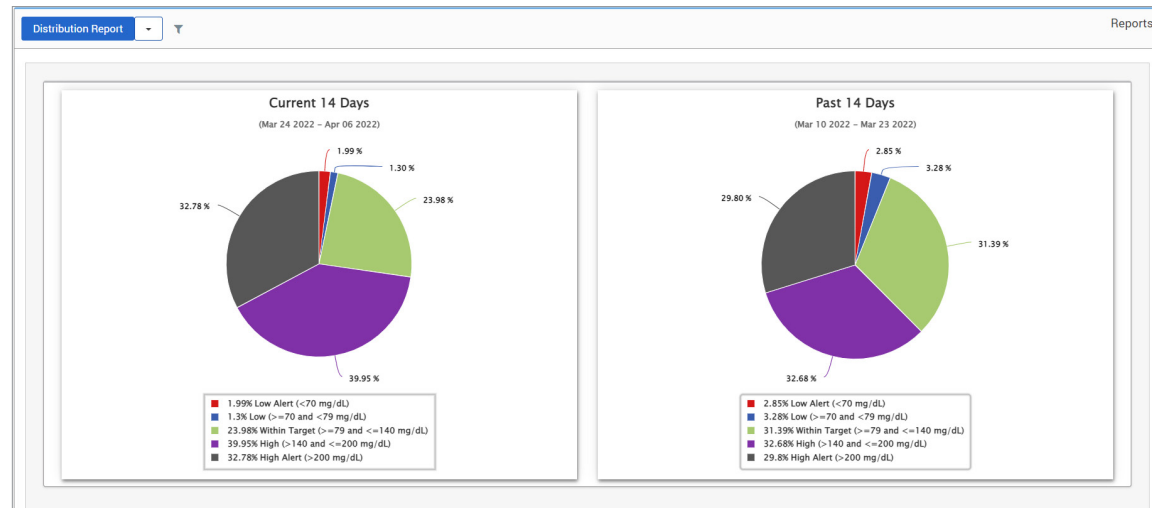 Distribution Report
Reports
Current 14 Days
(Mar 24 2022 – Apr 06 2022)
1.99 %
1.30 %
23.98 %
32.78 %
39.95 %
1.99% Low Alert (<70 mg/dL)
1.3% Low (>=70 and <79 mg/dL)
23.98% Within Target (>=79 and <=140 mg/dL)
39.95% High (>140 and <=200 mg/dL)
32.78% High Alert (>200 mg/dL)
Past 14 Days
(Mar 10 2022 – Mar 23 2022)
2.85 %
3.28 %
29.80 %
31.39 %
32.68 %
2.85% Low Alert (<70 mg/dL)
3.28% Low (>=70 and <79 mg/dL)
31.39% Within Target (>=79 and <=140 mg/dL)
32.68% High (>140 and <=200 mg/dL)
29.8% High Alert (>200 mg/dL)